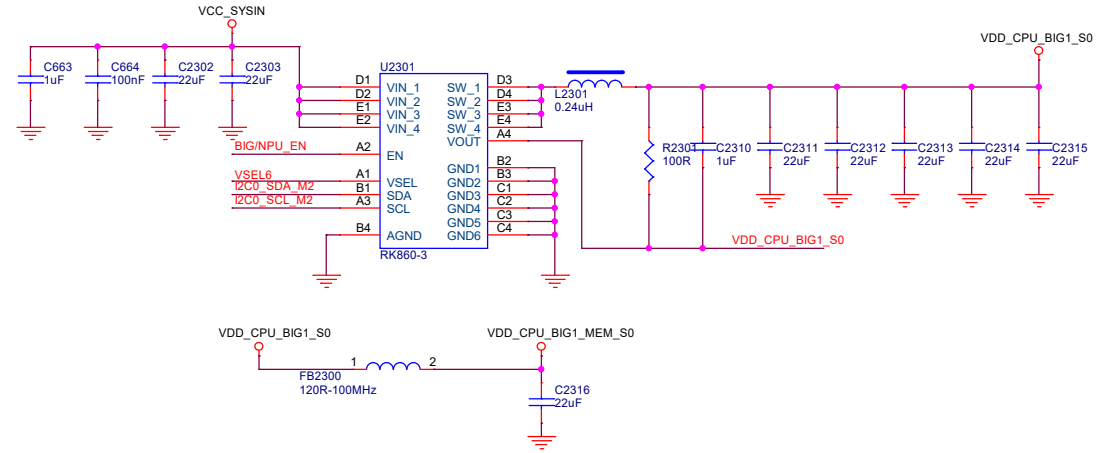 VCC_SYSIN
VDD_CPU_BIG1_S0
C663
1uF
C664
100nF
C2302
22uF
C2303
22uF
U2301
D1 VIN_1 SW_1 D3
D2 VIN_2 SW_2 D4
E1 VIN_3 SW_3 E3
E2 VIN_4 SW_4 E4
VOUT A4
BIG/NPU_EN A2 EN
GND1 B2
VSEL6 A1 VSEL GND2 B3
I2C0_SDA_M2 B1 SDA GND3 C1
I2C0_SCL_M2 A3 SCL GND4 C2
GND5 C3
B4 AGND GND6 C4
RK860-3
L2301
0.24uH
R2301
100R
C2310
1uF
C2311
22uF
C2312
22uF
C2313
22uF
C2314
22uF
C2315
22uF
VDD_CPU_BIG1_S0
VDD_CPU_BIG1_S0
VDD_CPU_BIG1_MEM_S0
1 2
FB2300
120R-100MHz
C2316
22uF